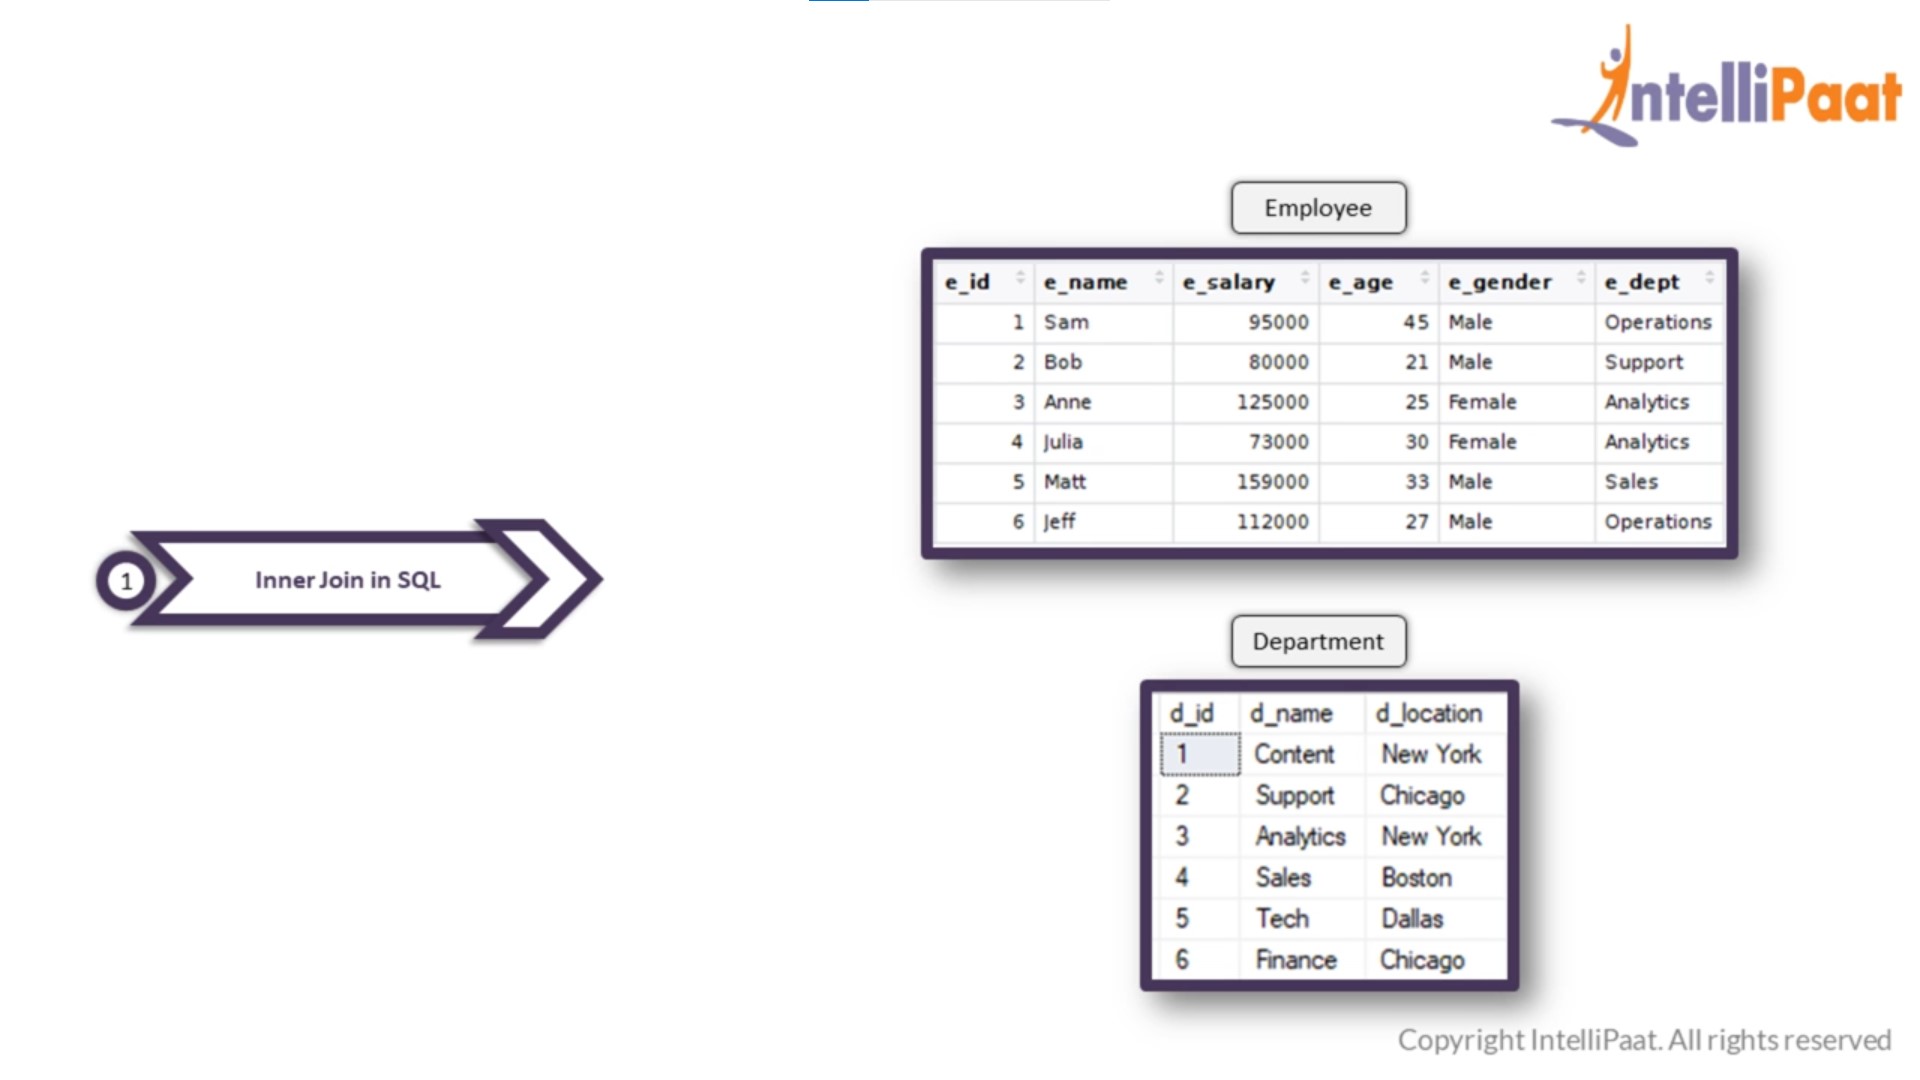 IntelliPaat
Employee
e_id e_name e_salary e_age e_gender e_dept
1 Sam 95000 45 Male Operations
2 Bob 80000 21 Male Support
3 Anne 125000 25 Female Analytics
4 Julia 73000 30 Female Analytics
5 Matt 159000 33 Male Sales
6 Jeff 112000 27 Male Operations
1 Inner Join in SQL
Department
d_id d_name d_location
1 Content New York
2 Support Chicago
3 Analytics New York
4 Sales Boston
5 Tech Dallas
6 Finance Chicago
Copyright IntelliPaat. All rights reserved